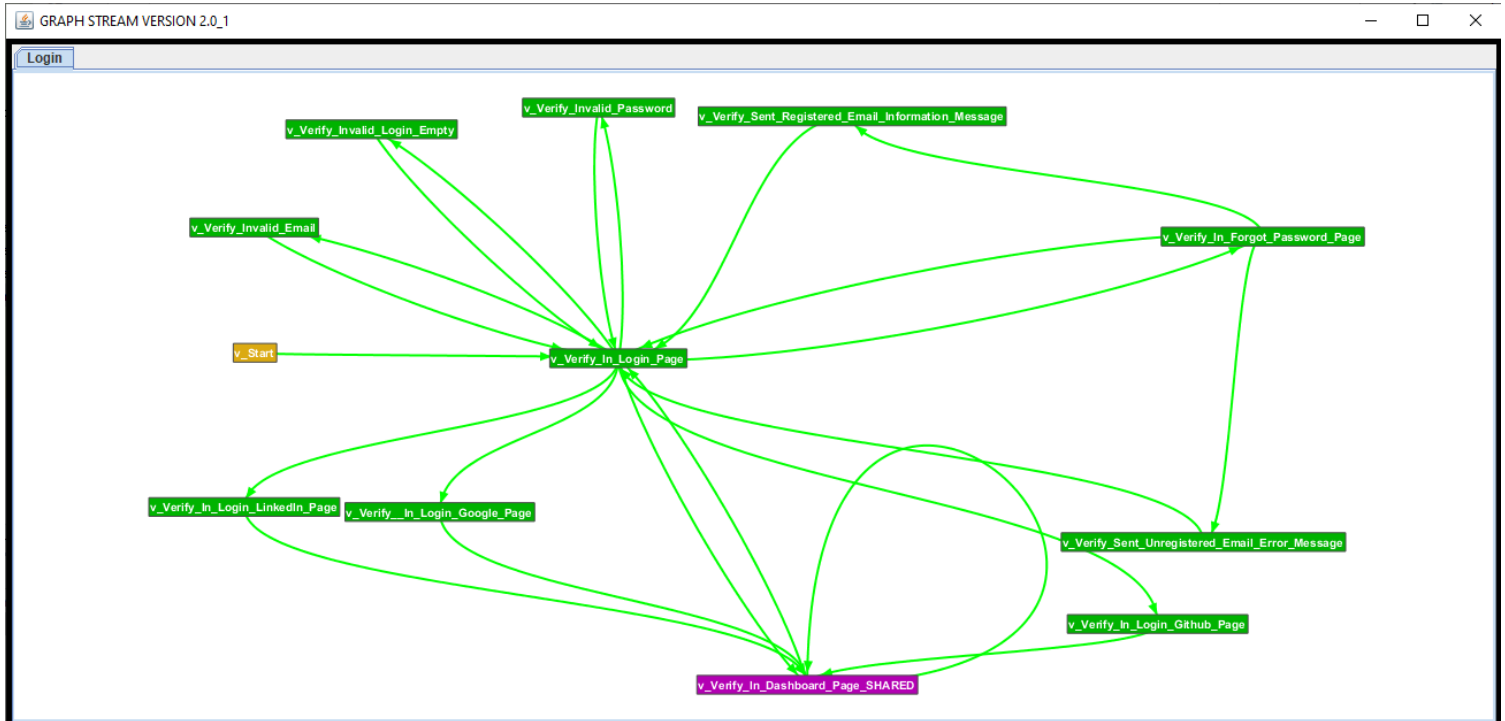 GRAPH STREAM VERSION 2.0_1
Login
v_Verify_Invalid_Password
v_Verify_Sent_Registered_Email_Information_Message
v_Verify_Invalid_Login_Empty
v_Verify_Invalid_Email
v_Verify_In_Forgot_Password_Page
v_Start
v_Verify_In_Login_Page
v_Verify_In_Login_LinkedIn_Page
v_Verify__In_Login_Google_Page
v_Verify_Sent_Unregistered_Email_Error_Message
v_Verify_In_Login_Github_Page
v_Verify_In_Dashboard_Page_SHARED